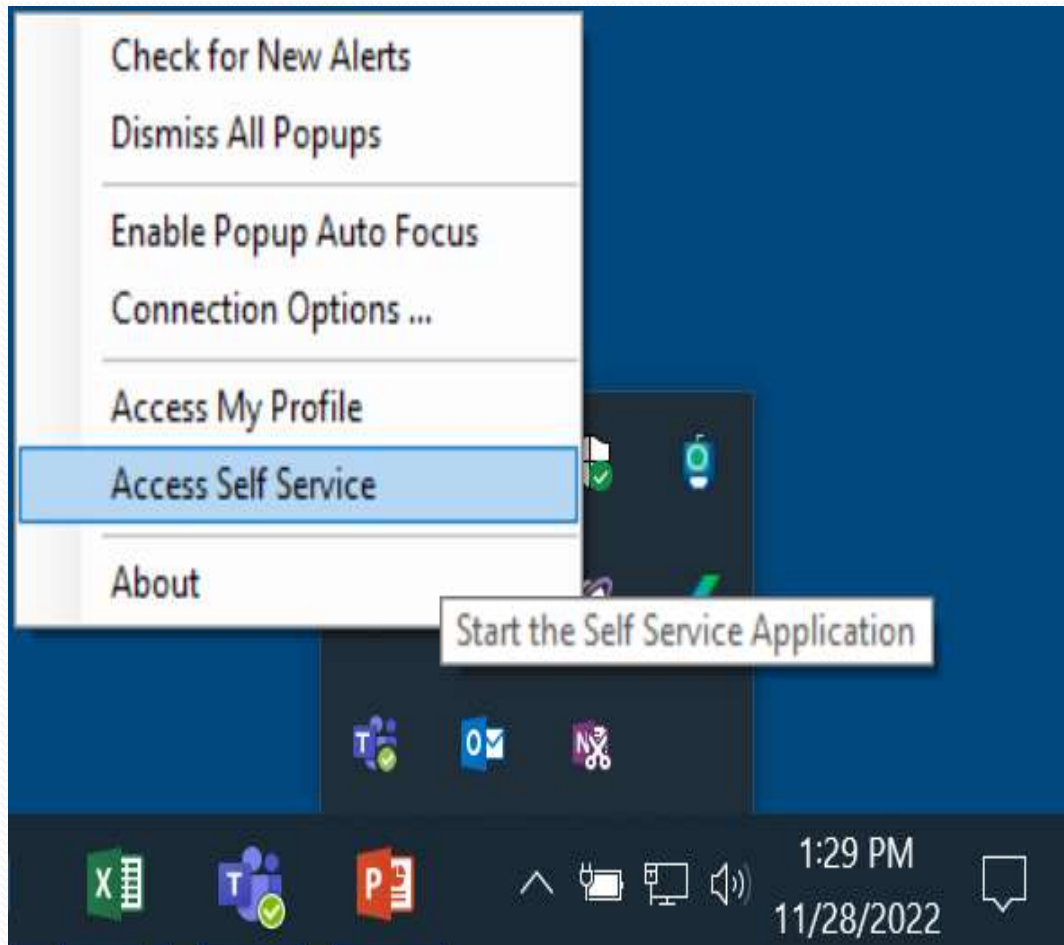 Check for New Alerts
Dismiss All Popups
Enable Popup Auto Focus
Connection Options ...
Access My Profile
Access Self Service
About
Start the Self Service Application
1:29 PM
11/28/2022